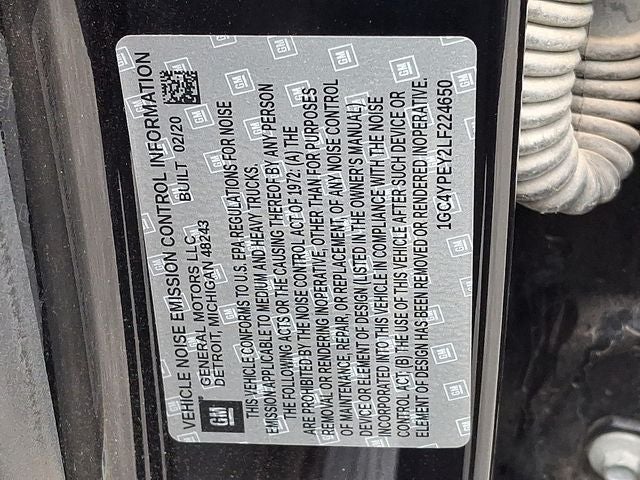 VEHICLE NOISE EMISSION CONTROL INFORMATION
GM
GENERAL MOTORS LLC BUILT 02/20
DETROIT, MICHIGAN 48243
THIS VEHICLE CONFORMS TO U.S. EPA REGULATIONS FOR NOISE
EMISSION APPLICABLE TO MEDIUM AND HEAVY TRUCKS.
THE FOLLOWING ACTS OR THE CAUSING THEREOF BY ANY PERSON
ARE PROHIBITED BY THE NOISE CONTROL ACT OF 1972: (A) THE
REMOVAL OR RENDERING INOPERATIVE, OTHER THAN FOR PURPOSES
OF MAINTENANCE, REPAIR, OR REPLACEMENT, OF ANY NOISE CONTROL
DEVICE OR ELEMENT OF DESIGN (LISTED IN THE OWNER'S MANUAL)
INCORPORATED INTO THIS VEHICLE IN COMPLIANCE WITH THE NOISE
CONTROL ACT; (B) THE USE OF THIS VEHICLE AFTER SUCH DEVICE OR
ELEMENT OF DESIGN HAS BEEN REMOVED OR RENDERED INOPERATIVE.
1GC4YPEY2LF224650